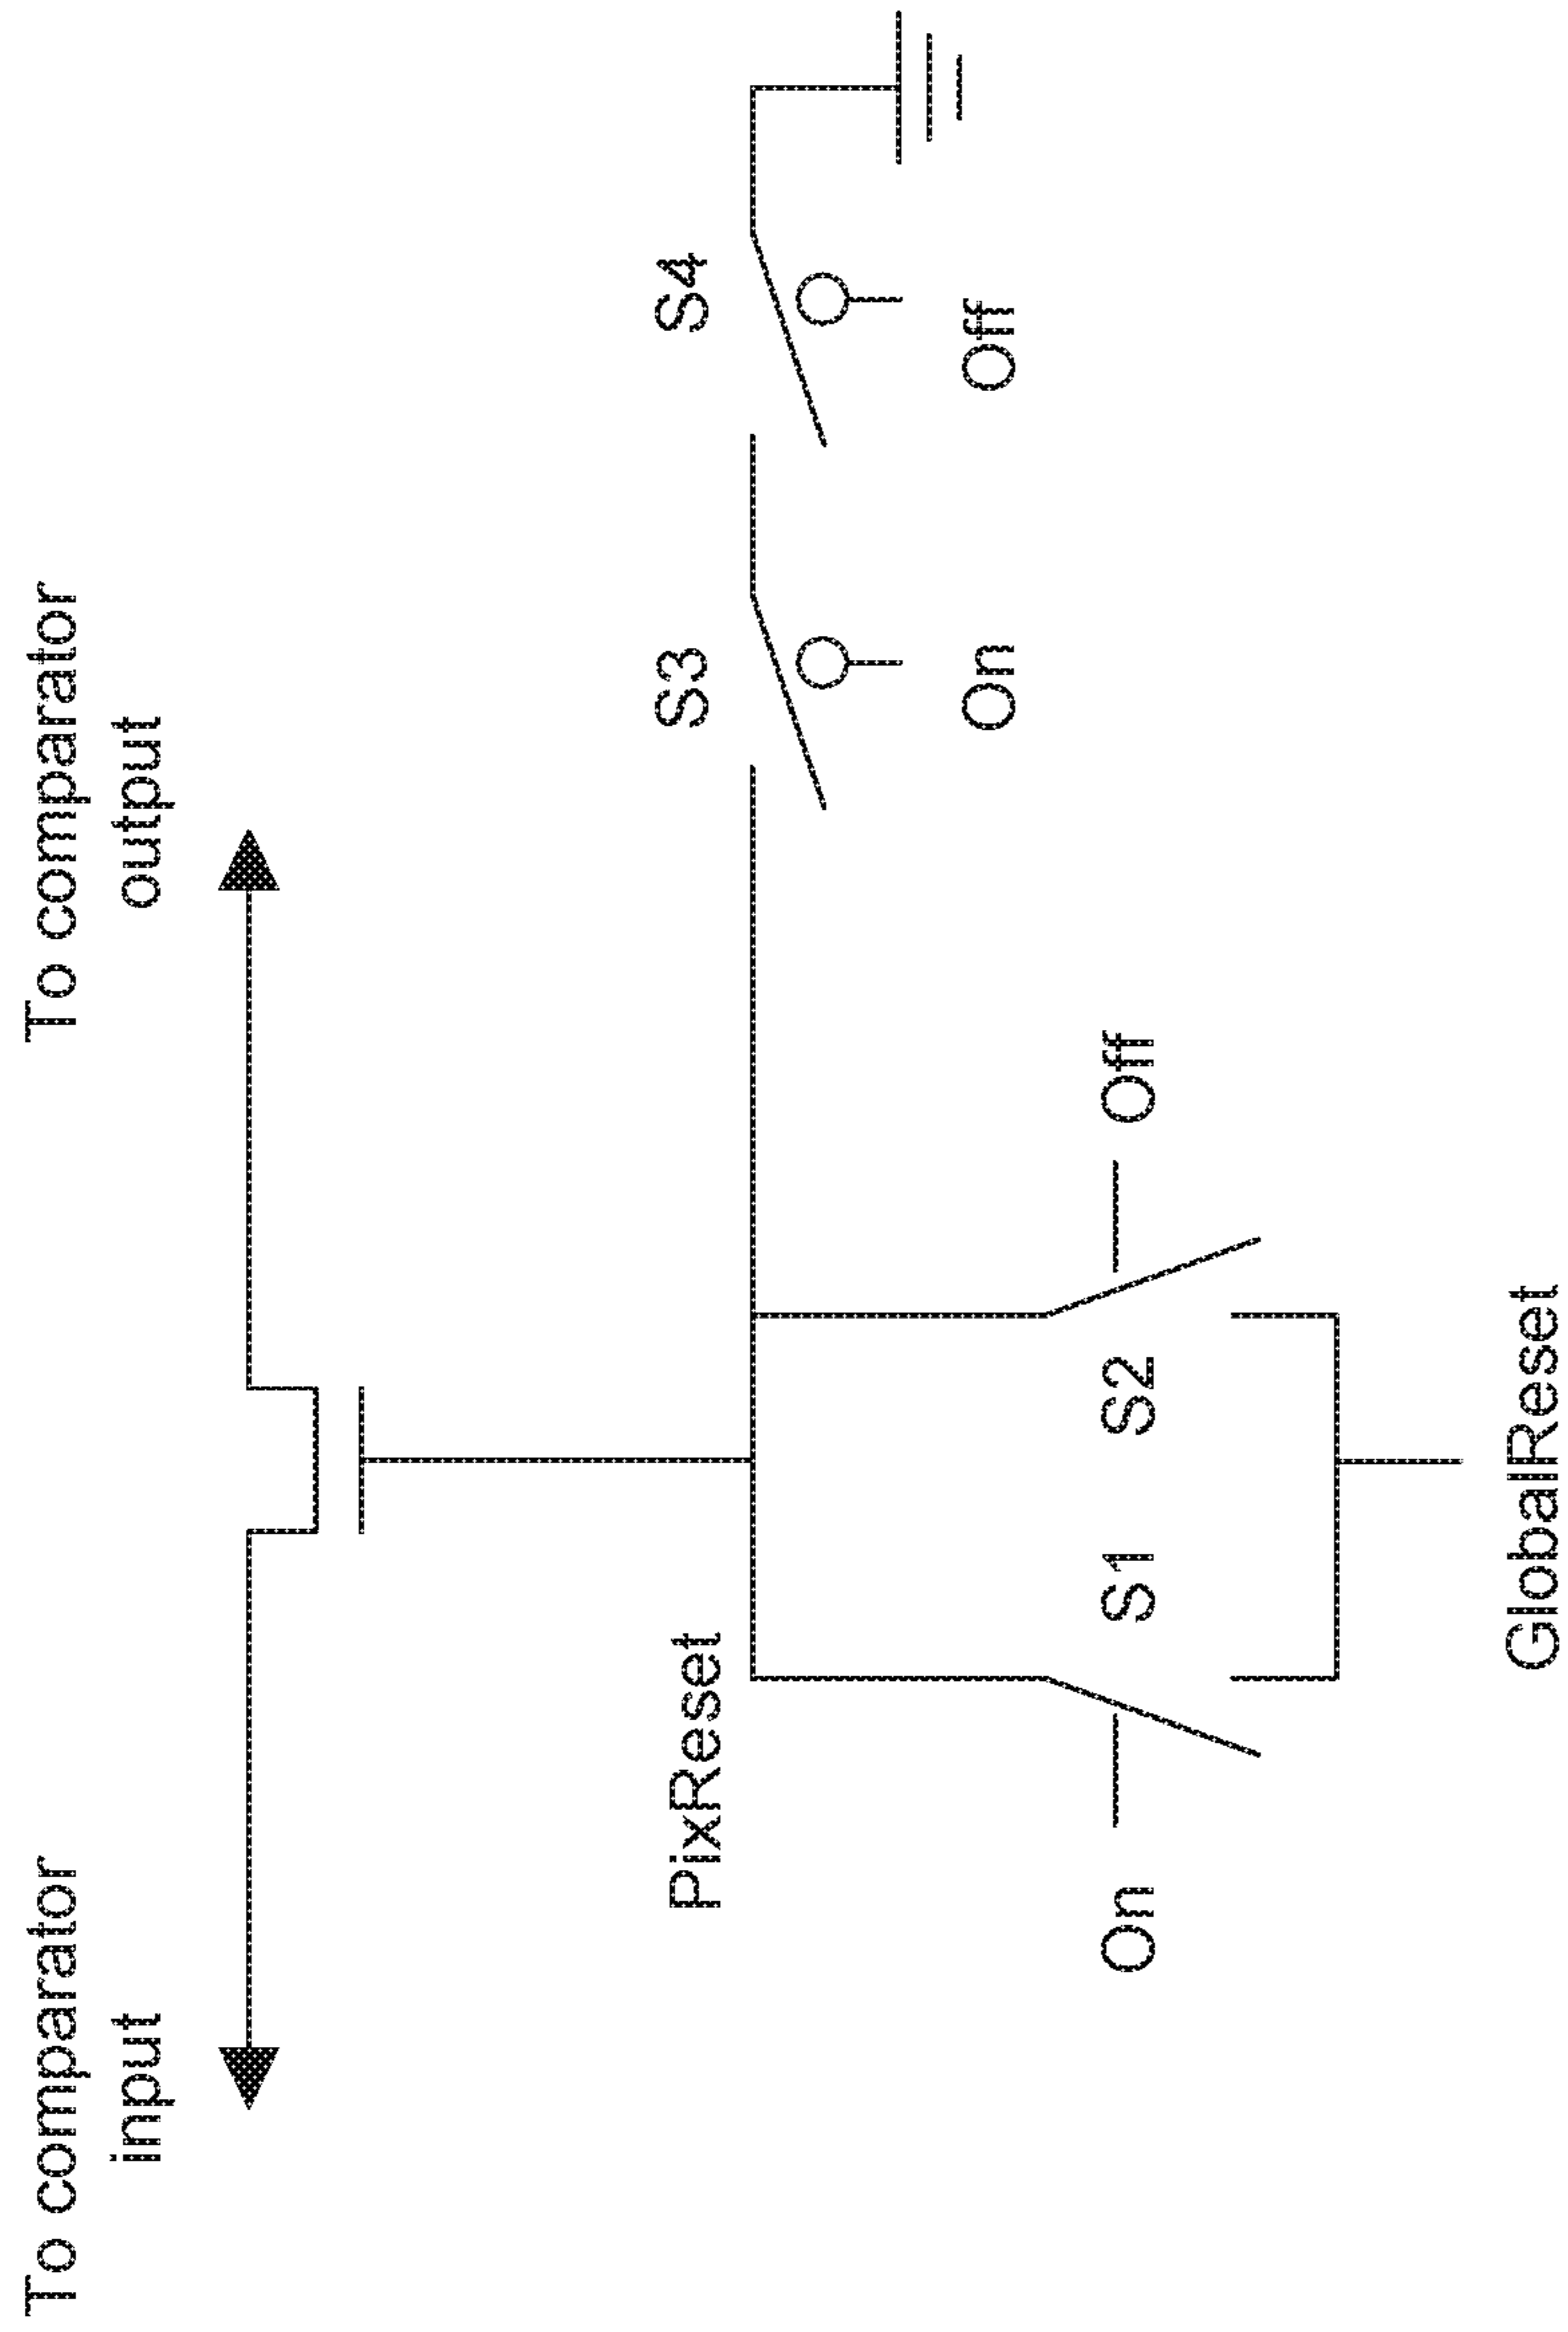 To comparator
input
To comparator
output
PixReset
S3
S4
On
Off
On
S1
S2
Off
GlobalReset